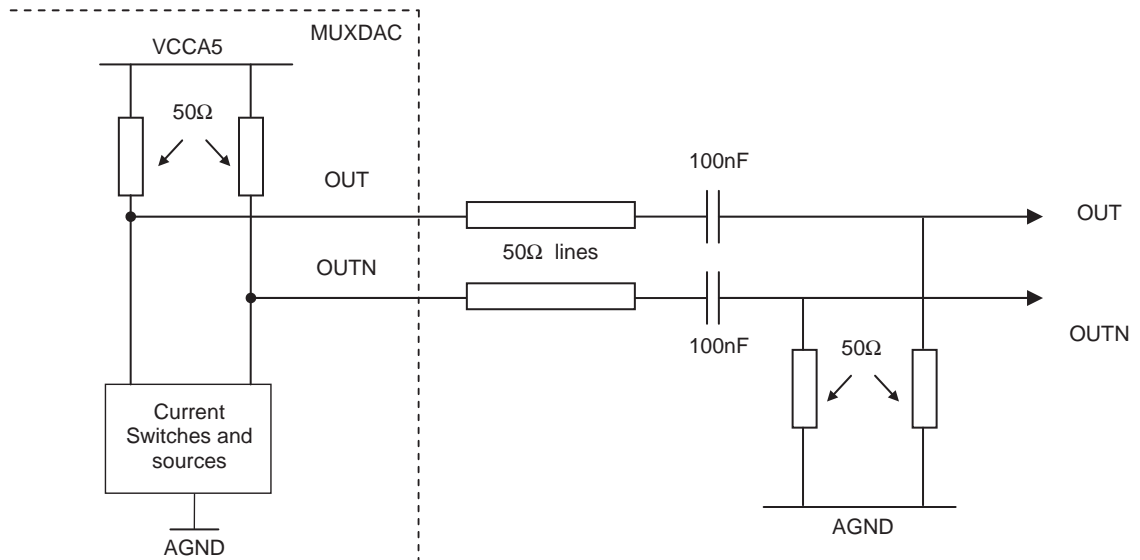 MUXDAC
VCCA5
50Ω
100nF
OUT
OUT
50Ω lines
OUTN
OUTN
100nF
50Ω
Current
Switches and
sources
AGND
AGND